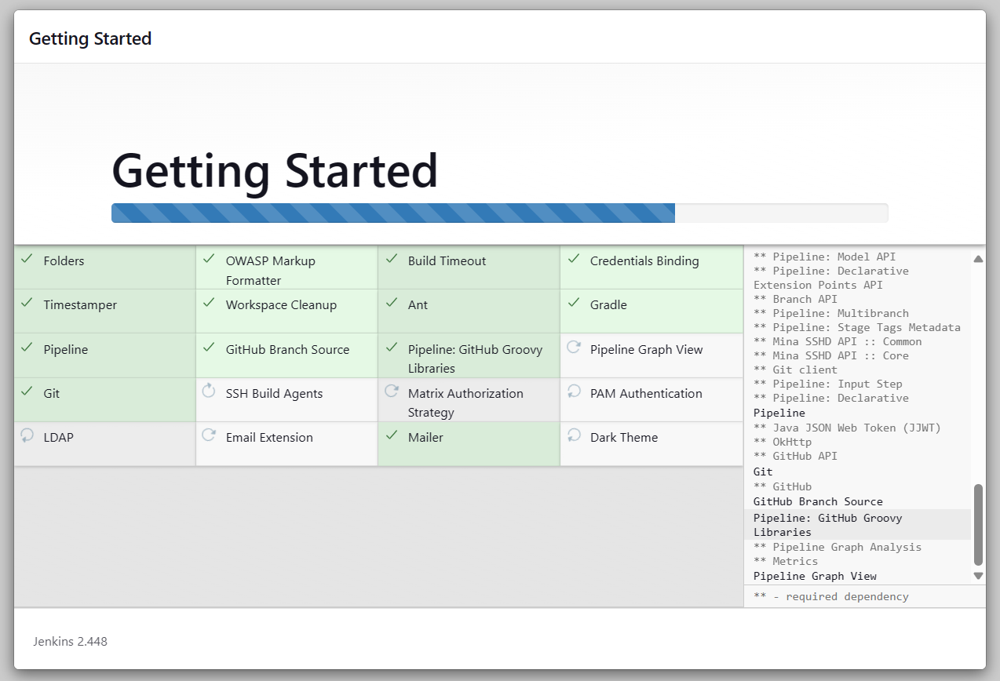 Getting Started
Getting Started
Folders
OWASP Markup
Formatter
Build Timeout
Credentials Binding
Timestamper
Workspace Cleanup
Ant
Gradle
Pipeline
GitHub Branch Source
Pipeline: GitHub Groovy
Libraries
Pipeline Graph View
Git
SSH Build Agents
Matrix Authorization
Strategy
PAM Authentication
LDAP
Email Extension
Mailer
Dark Theme
** Pipeline: Model API
** Pipeline: Declarative
Extension Points API
** Branch API
** Pipeline: Multibranch
** Pipeline: Stage Tags Metadata
** Mina SSHD API :: Common
** Mina SSHD API :: Core
** Git client
** Pipeline: Input Step
** Pipeline: Declarative
Pipeline
** Java JSON Web Token (JJWT)
** OkHttp
** GitHub API
Git
** GitHub
GitHub Branch Source
Pipeline: GitHub Groovy
Libraries
** Pipeline Graph Analysis
** Metrics
Pipeline Graph View
** - required dependency
Jenkins 2.448